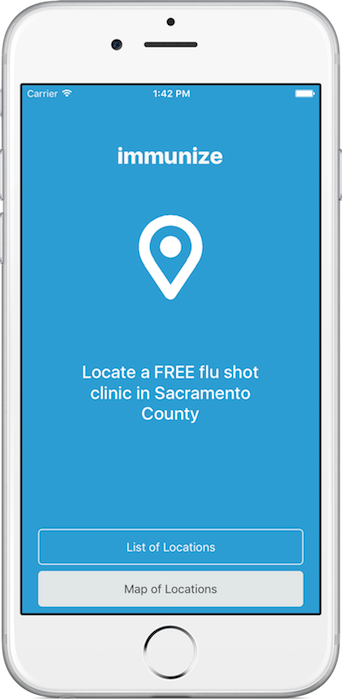 Carrier 1:42 PM
immunize
Locate a FREE flu shot
clinic in Sacramento
County
List of Locations
Map of Locations